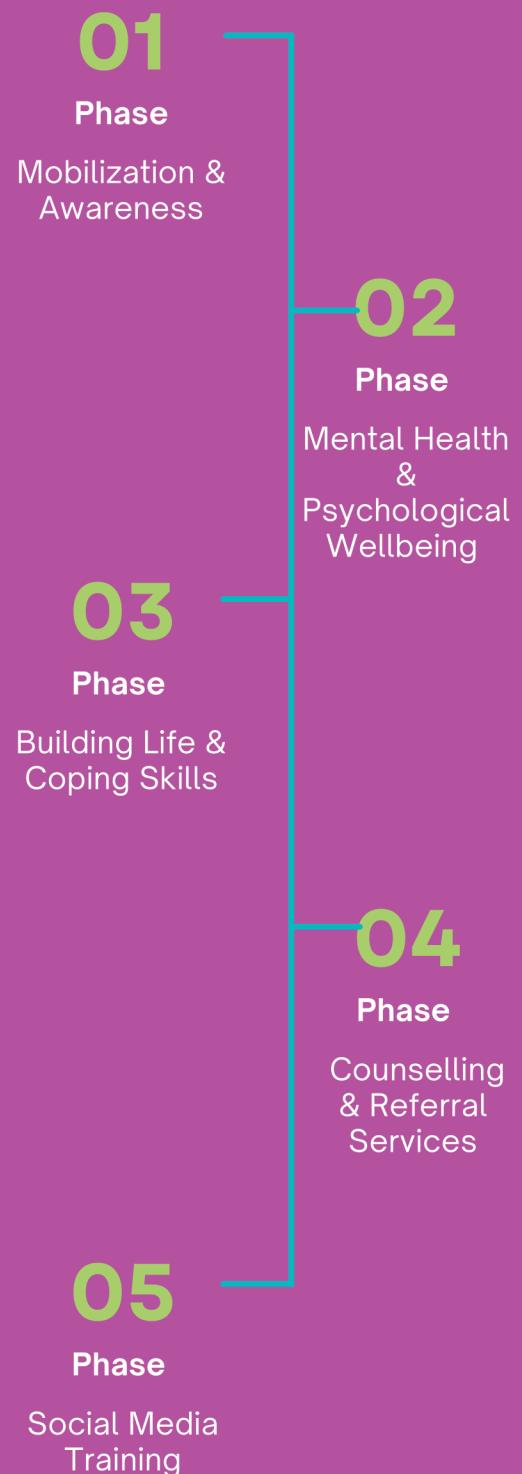 01
Phase
Mobilization &
Awareness
02
Phase
Mental Health
&
Psychological
Wellbeing
03
Phase
Building Life &
Coping Skills
04
Phase
Counselling
& Referral
Services
05
Phase
Social Media
Training